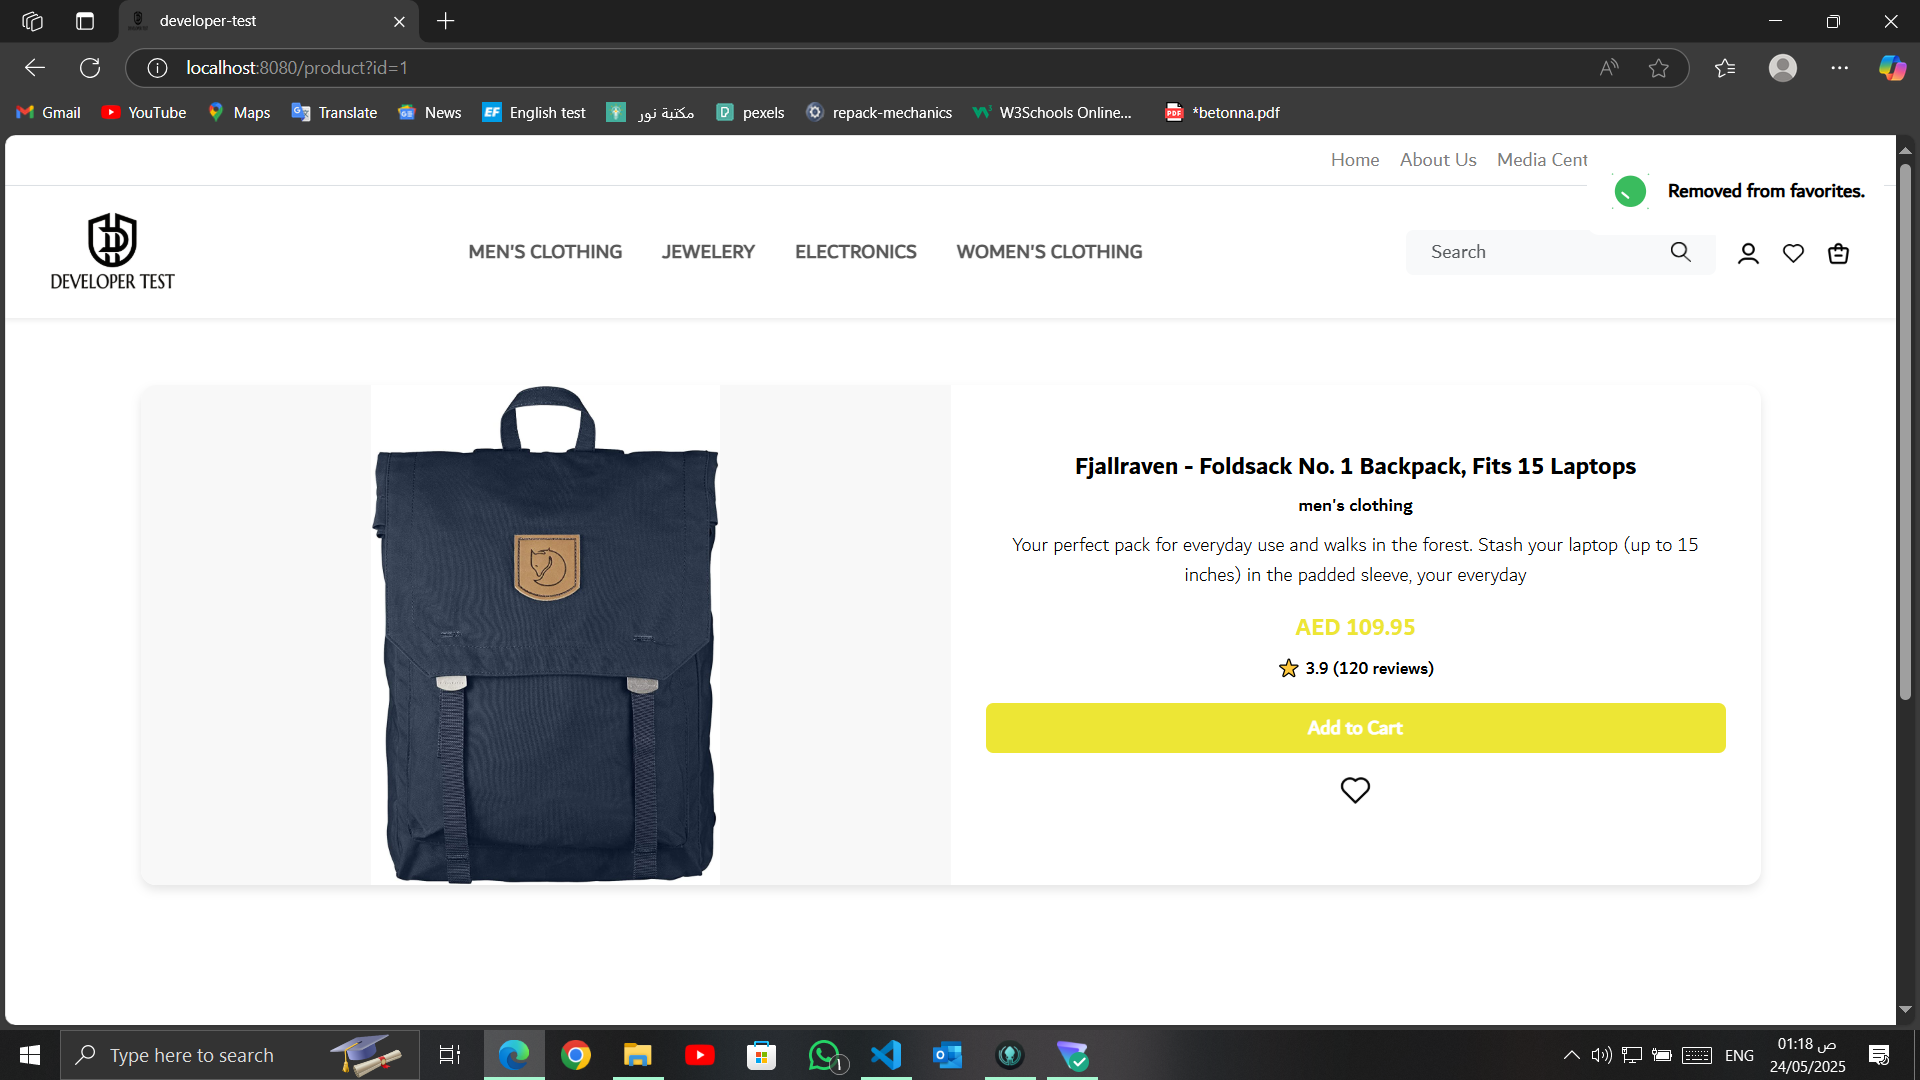 developer-test
localhost:8080/product?id=1
Gmail
YouTube
Maps
Translate
News
EF
English test
مكتبة نور
pexels
repack-mechanics
W3Schools Online...
PDF
*betonna.pdf
Home
About Us
Media Cent
Removed from favorites.
DEVELOPER TEST
MEN'S CLOTHING
JEWELERY
ELECTRONICS
WOMEN'S CLOTHING
Search
Fjallraven - Foldsack No. 1 Backpack, Fits 15 Laptops
men's clothing
Your perfect pack for everyday use and walks in the forest. Stash your laptop (up to 15
inches) in the padded sleeve, your everyday
AED 109.95
3.9 (120 reviews)
Add to Cart
Type here to search
ENG
01:18 ص
24/05/2025